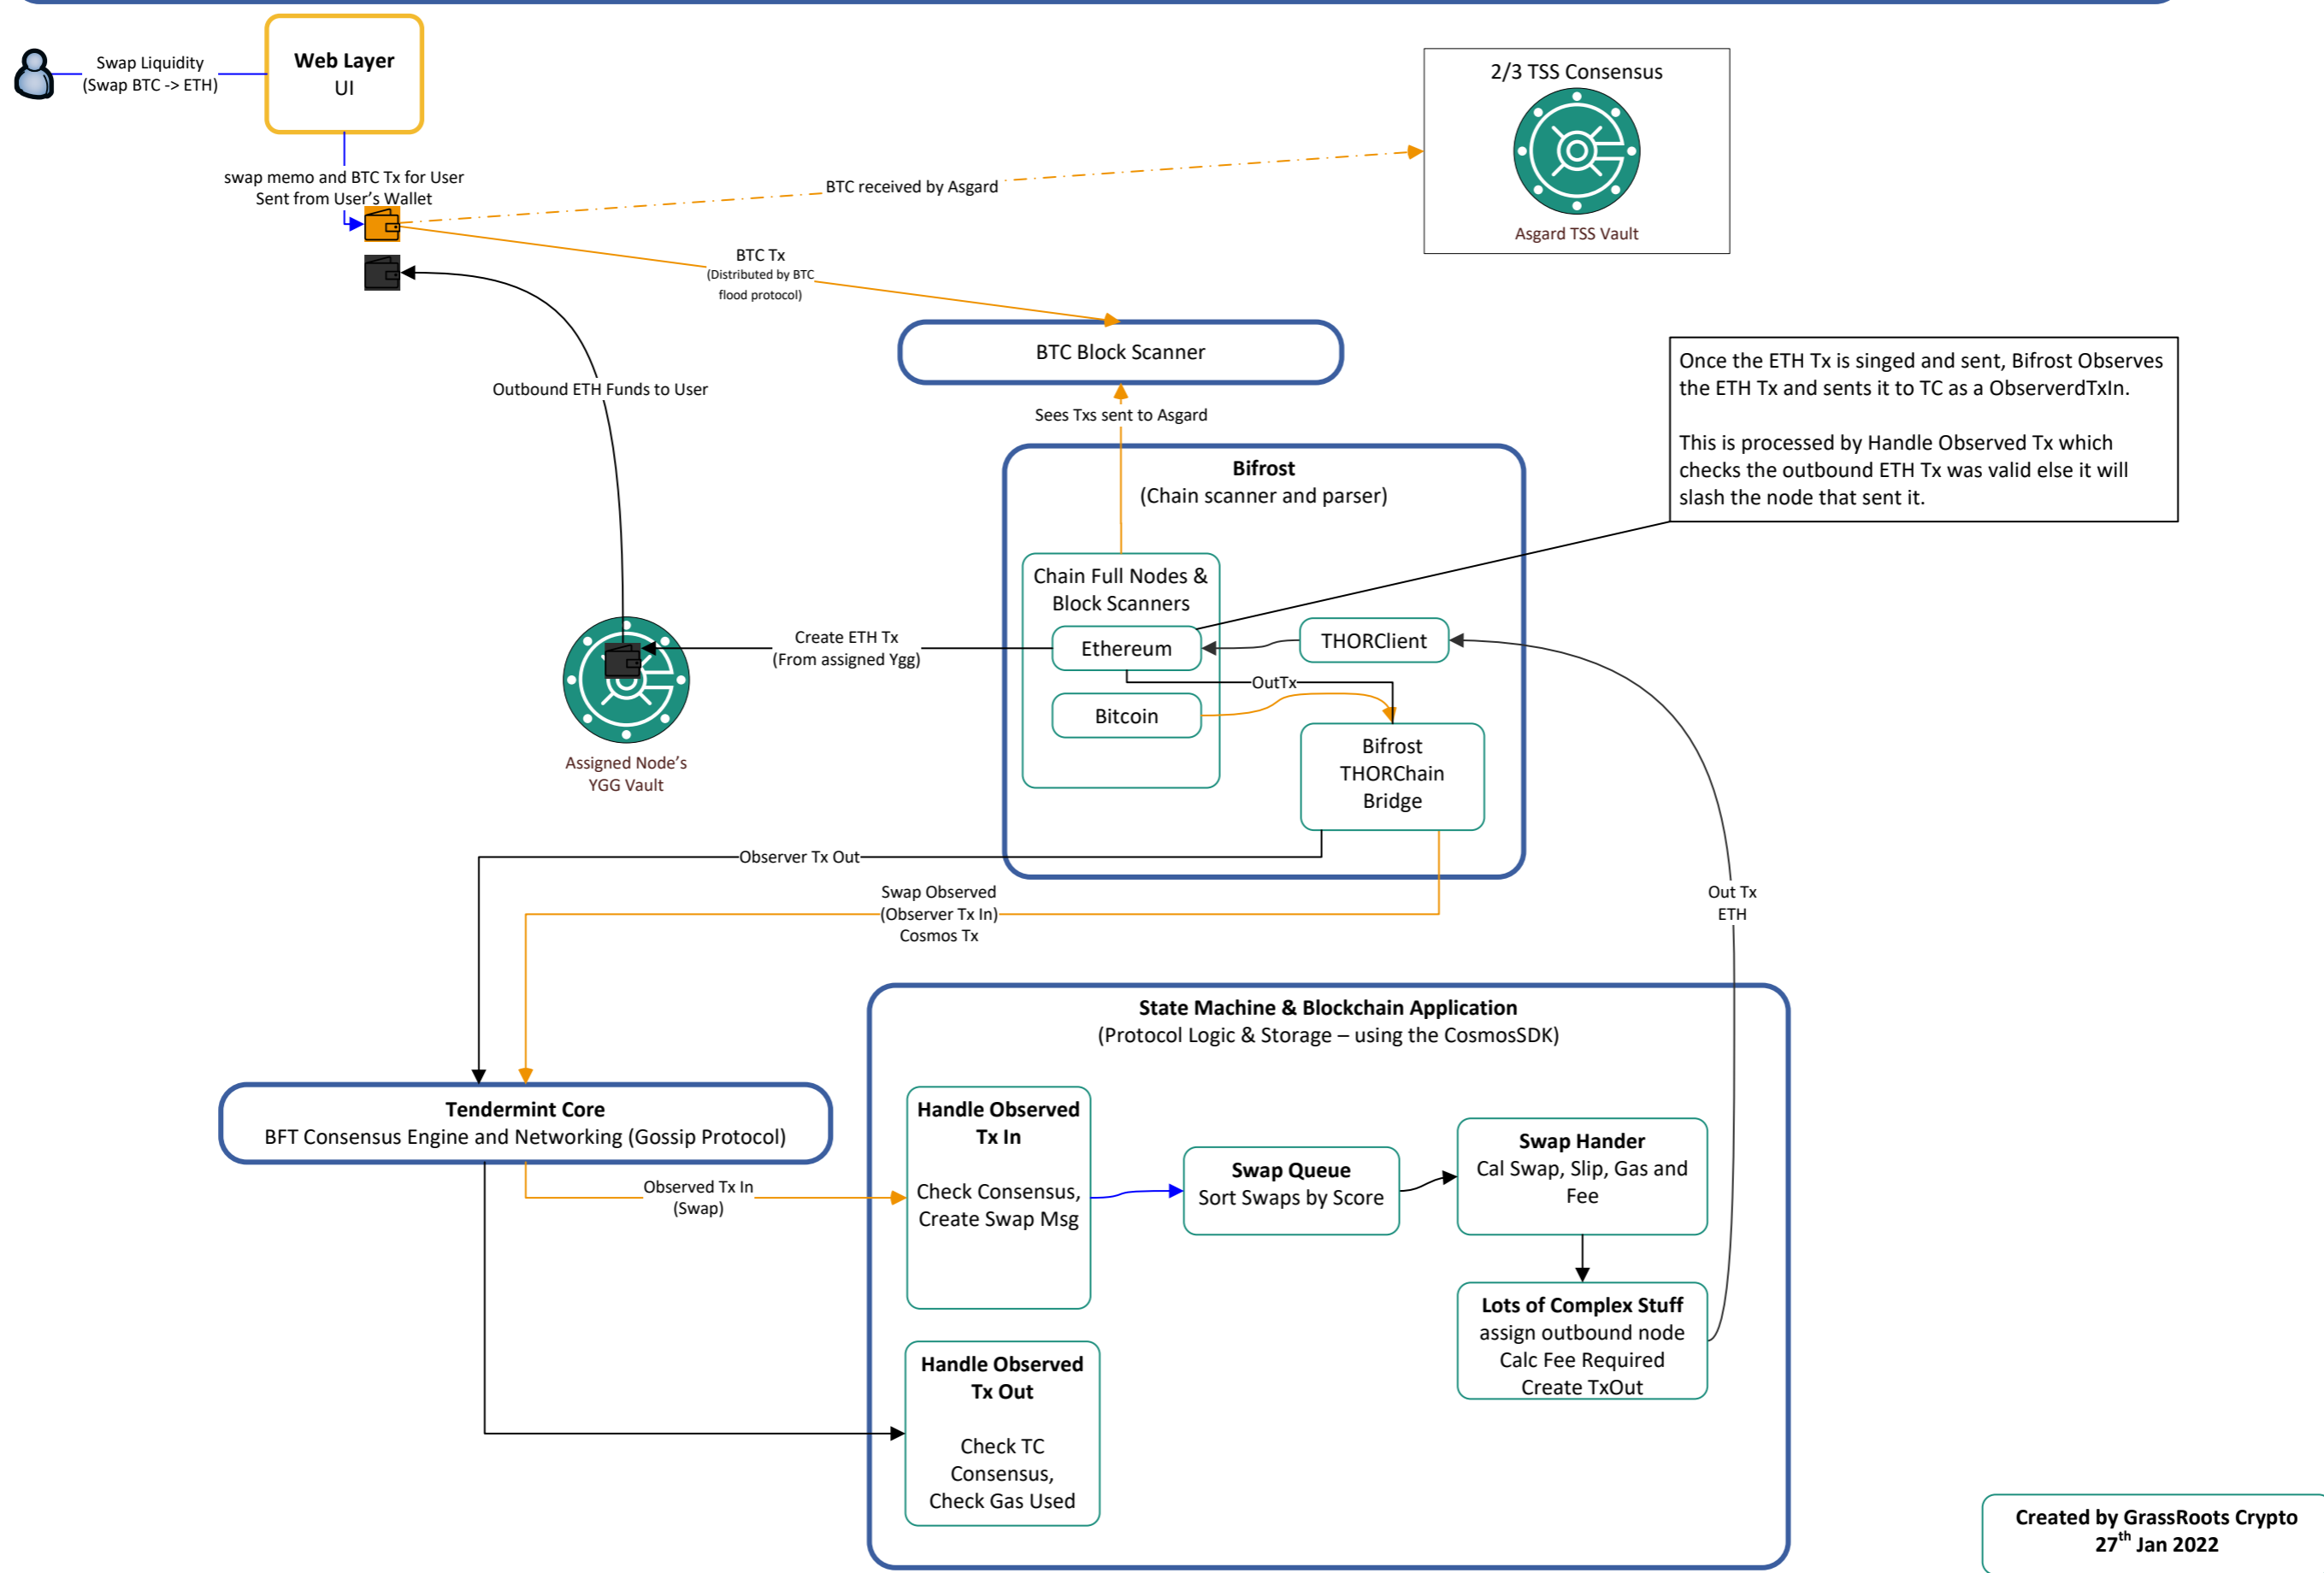 Swap Liquidity
(Swap BTC -> ETH)
Web Layer
UI
swap memo and BTC Tx for User
Sent from User's Wallet
BTC received by Asgard
2/3 TSS Consensus
Asgard TSS Vault
BTC Tx
(Distributed by BTC
flood protocol)
BTC Block Scanner
Outbound ETH Funds to User
Sees Txs sent to Asgard
Once the ETH Tx is singed and sent, Bifrost Observes
the ETH Tx and sents it to TC as a ObserverdTxIn.
This is processed by Handle Observed Tx which
checks the outbound ETH Tx was valid else it will
slash the node that sent it.
Bifrost
(Chain scanner and parser)
Chain Full Nodes &
Block Scanners
Ethereum
THORClient
Create ETH Tx
(From assigned Ygg)
OutTx
Bitcoin
Bifrost
THORChain
Bridge
Assigned Node's
YGG Vault
Observer Tx Out
Swap Observed
(Observer Tx In)
Cosmos Tx
Out Tx
ETH
State Machine & Blockchain Application
(Protocol Logic & Storage – using the CosmosSDK)
Tendermint Core
BFT Consensus Engine and Networking (Gossip Protocol)
Observed Tx In
(Swap)
Handle Observed
Tx In
Check Consensus,
Create Swap Msg
Swap Queue
Sort Swaps by Score
Swap Hander
Cal Swap, Slip, Gas and
Fee
Lots of Complex Stuff
assign outbound node
Calc Fee Required
Create TxOut
Handle Observed
Tx Out
Check TC
Consensus,
Check Gas Used
Created by GrassRoots Crypto
27th Jan 2022